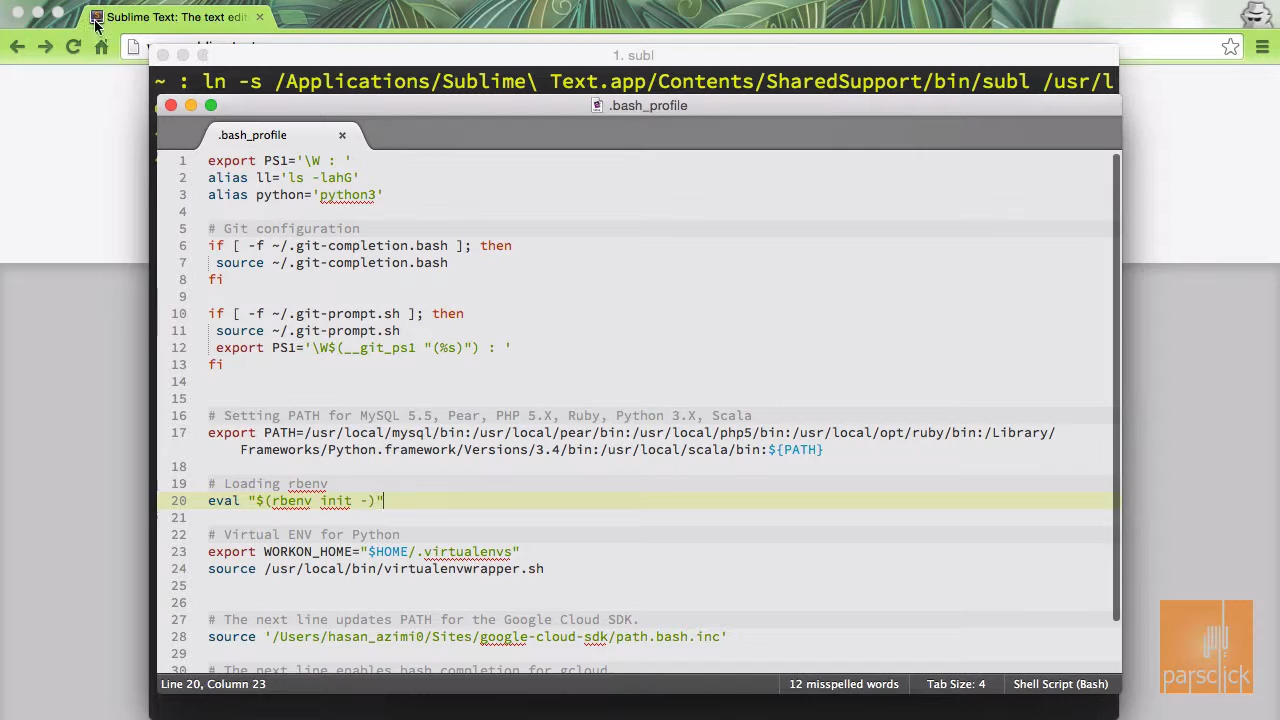 Sublime Text: The text edit
1. subl
~ : ln -s /Applications/Sublime\ Text.app/Contents/SharedSupport/bin/subl /usr/l
.bash_profile
.bash_profile
1 export PS1='\W : '
2 alias ll='ls -lahG'
3 alias python='python3'
4
5 # Git configuration
6 if [ -f ~/.git-completion.bash ]; then
7 source ~/.git-completion.bash
8 fi
9
10 if [ -f ~/.git-prompt.sh ]; then
11 source ~/.git-prompt.sh
12 export PS1='\W$(__git_ps1 "(%s)") : '
13 fi
14
15
16 # Setting PATH for MySQL 5.5, Pear, PHP 5.X, Ruby, Python 3.X, Scala
17 export PATH=/usr/local/mysql/bin:/usr/local/pear/bin:/usr/local/php5/bin:/usr/local/opt/ruby/bin:/Library/
Frameworks/Python.framework/Versions/3.4/bin:/usr/local/scala/bin:${PATH}
18
19 # Loading rbenv
20 eval "$(rbenv init -)"
21
22 # Virtual ENV for Python
23 export WORKON_HOME="$HOME/.virtualenvs"
24 source /usr/local/bin/virtualenvwrapper.sh
25
26
27 # The next line updates PATH for the Google Cloud SDK.
28 source '/Users/hasan_azimi0/Sites/google-cloud-sdk/path.bash.inc'
29
30 # The next line enables bash completion for gcloud.
Line 20, Column 23
12 misspelled words
Tab Size: 4
Shell Script (Bash)
parsclick